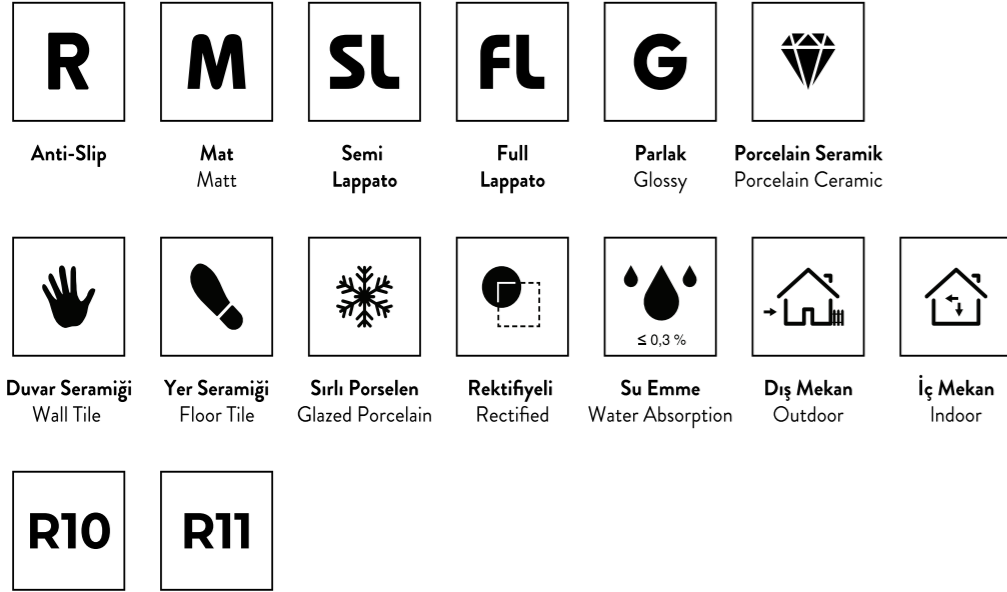 R M SL FL G
Anti-Slip Mat Semi Full Parlak Porcelain Seramik
Matt Lappato Lappato Glossy Porcelain Ceramic
≤ 0,3 %
Duvar Seramiği Yer Seramiği Sırlı Porselen Rektifiyeli Su Emme Dış Mekan İç Mekan
Wall Tile Floor Tile Glazed Porcelain Rectified Water Absorption Outdoor Indoor
R10 R11